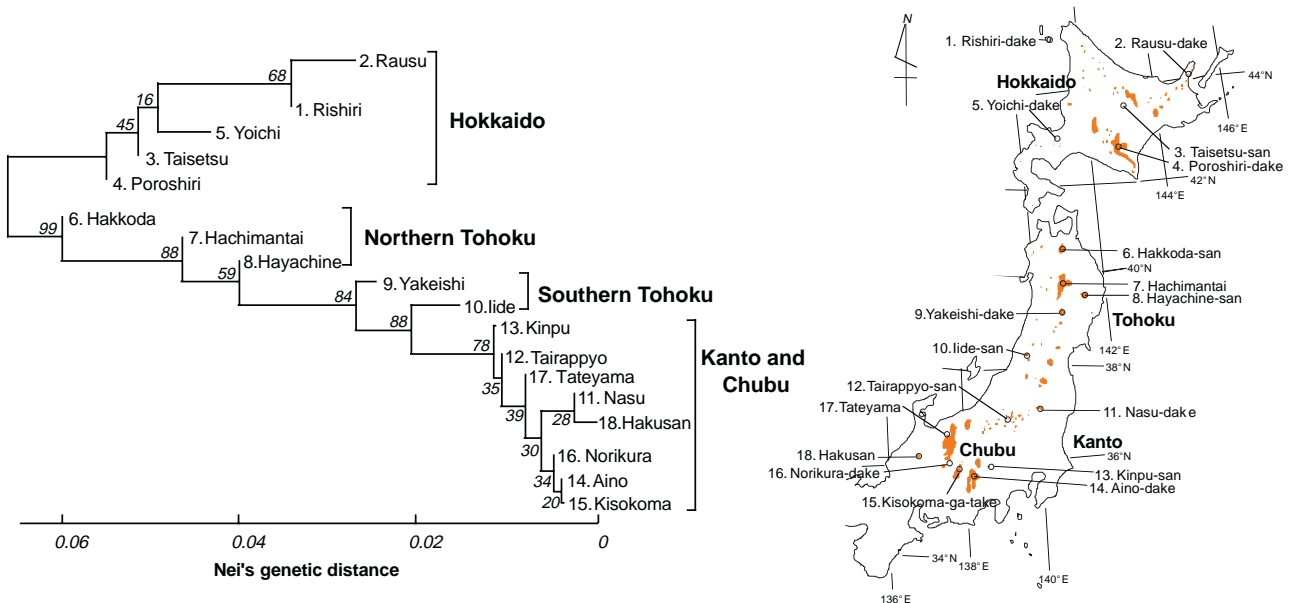 68
2. Rausu
1. Rishiri
16
5. Yoichi
45
3. Taisetsu
4. Poroshiri
Hokkaido
99
6. Hakkoda
88
7. Hachimantai
59
8.Hayachine
Northern Tohoku
84
9. Yakeishi
88
10. Iide
Southern Tohoku
78
13. Kinpu
35
12. Tairappyo
39
17. Tateyama
11. Nasu
28
18. Hakusan
30
16. Norikura
34
14. Aino
20
15. Kisokoma
Kanto and
Chubu
0.06
0.04
0.02
0
Nei's genetic distance
N
1. Rishiri-dake
2. Rausu-dake
Hokkaido
44°N
5. Yoichi-dake
146°E
3. Taisetsu-san
4. Poroshiri-dake
42°N
144°E
6. Hakkoda-san
40°N
7. Hachimantai
8. Hayachine-san
9.Yakeishi-dake
Tohoku
142°E
10. Iide-san
38°N
12.Tairappyo-san
17.Tateyama
11. Nasu-dake
Chubu
Kanto
18. Hakusan
36°N
16. Norikura-dake
13. Kinpu-san
14. Aino-dake
15.Kisokoma-ga-take
34°N
138°E
140°E
136°E